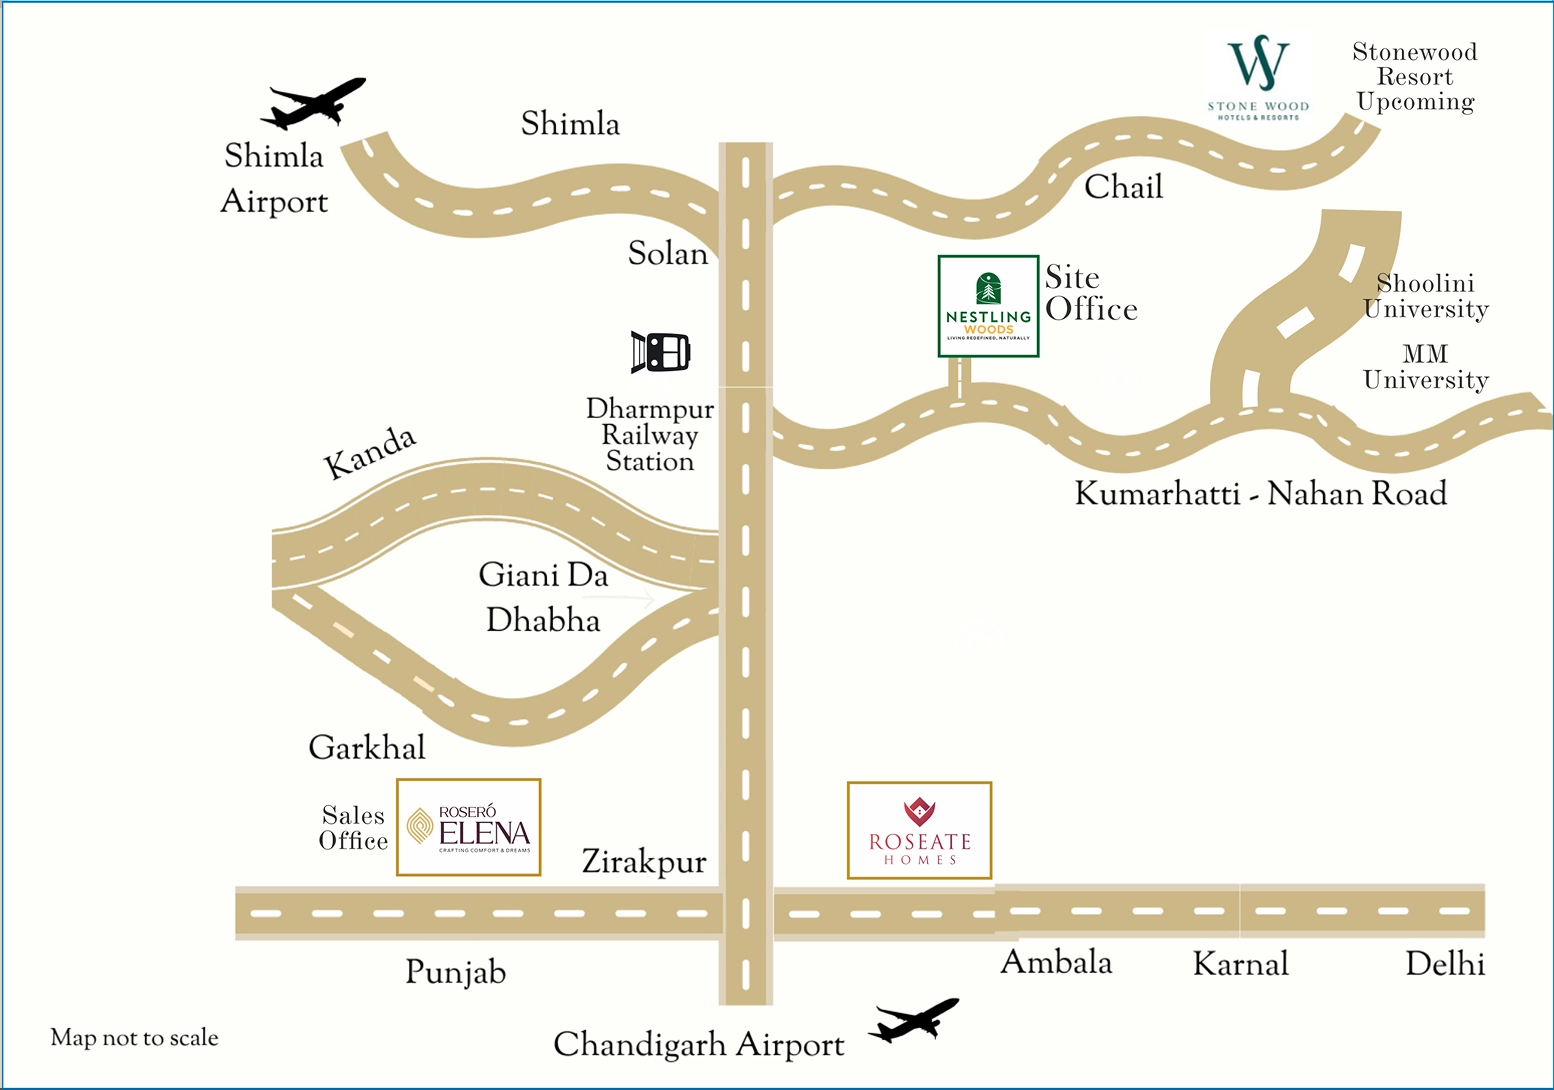 Stonewood
Resort
Upcoming
STONE WOOD
HOTELS & RESORTS
Shimla
Shimla
Airport
Chail
Solan
Site
Office
NESTLING
WOODS
LIVING REDEFINED, NATURALLY
Shoolini
University
MM
University
Dharmpur
Railway
Station
Kanda
Kumarhatti - Nahan Road
Giani Da
Dhabha
Garkhal
Sales
Office
ROSERÓ
ELENA
CRAFTING COMFORT & DREAMS
ROSEATE
HOMES
Zirakpur
Punjab
Ambala
Karnal
Delhi
Map not to scale
Chandigarh Airport